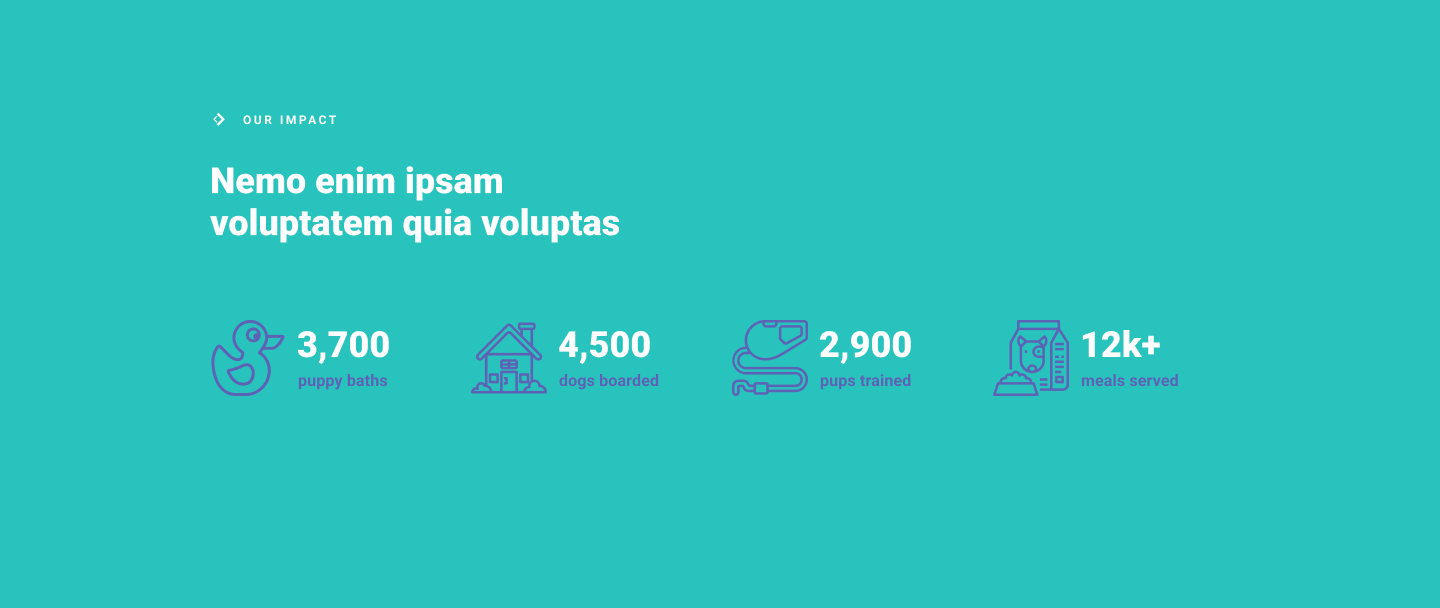 OUR IMPACT
Nemo enim ipsam
voluptatem quia voluptas
3,700
puppy baths
4,500
dogs boarded
2,900
pups trained
12k+
meals served